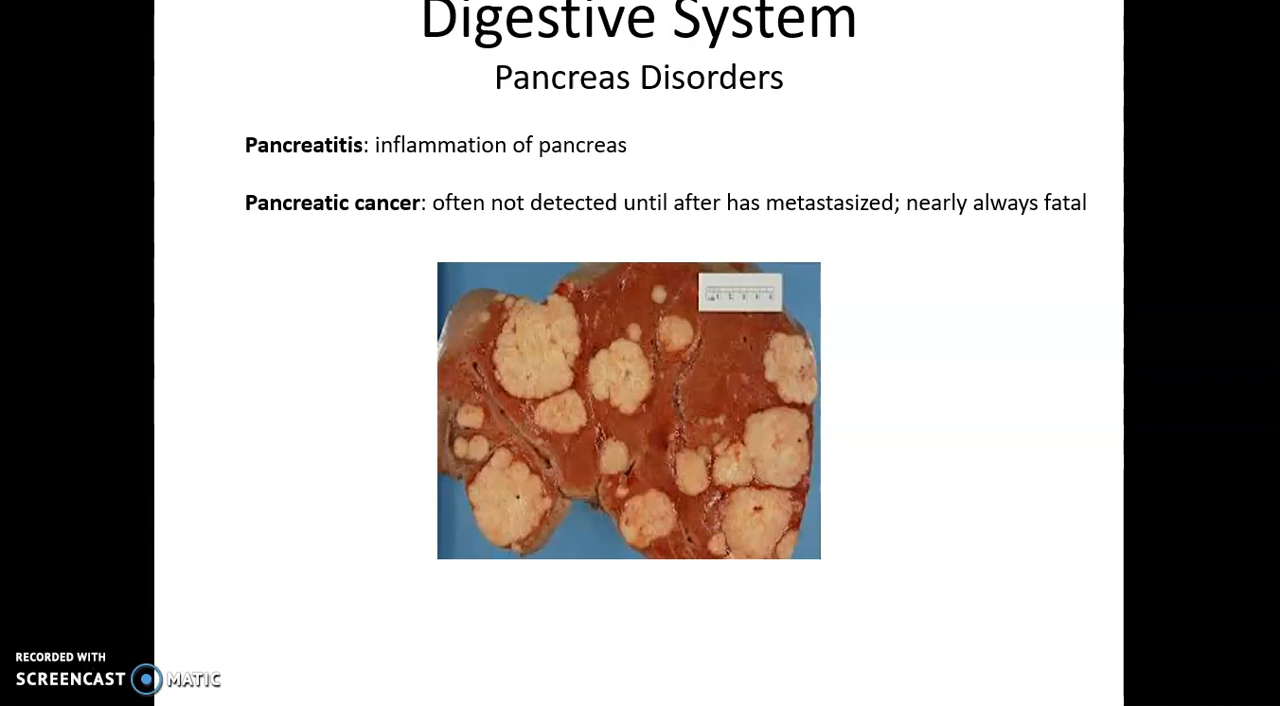 Digestive System
Pancreas Disorders
Pancreatitis: inflammation of pancreas
Pancreatic cancer: often not detected until after has metastasized; nearly always fatal
RECORDED WITH
SCREENCAST MATIC